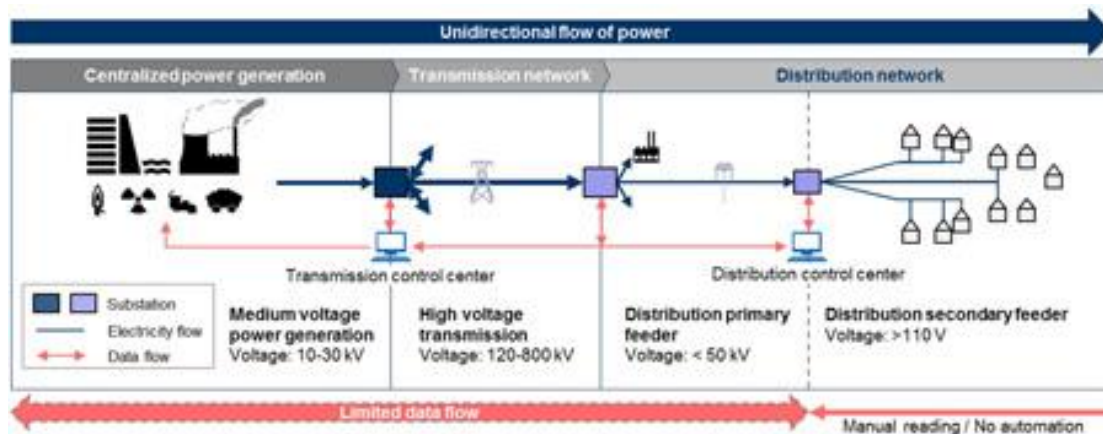 Unidirectional flow of power
Centralized power generation
Transmission network
Distribution network
Transmission control center
Distribution control center
Substation
Electricity flow
Data flow
Medium voltage
power generation
Voltage: 10-30 kV
High voltage
transmission
Voltage: 120-800 kV
Distribution primary
feeder
Voltage: < 50 kV
Distribution secondary feeder
Voltage: >110 V
Limited data flow
Manual reading / No automation